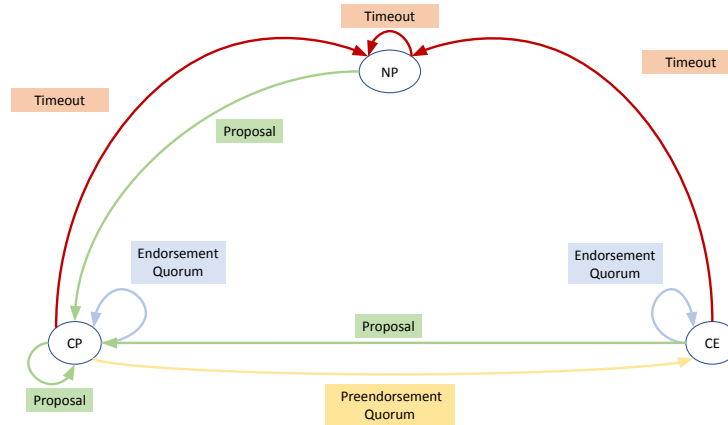 Timeout
Timeout
NP
Timeout
Proposal
Endorsement
Quorum
Endorsement
Quorum
Proposal
CP
CE
Proposal
Preendorsement
Quorum